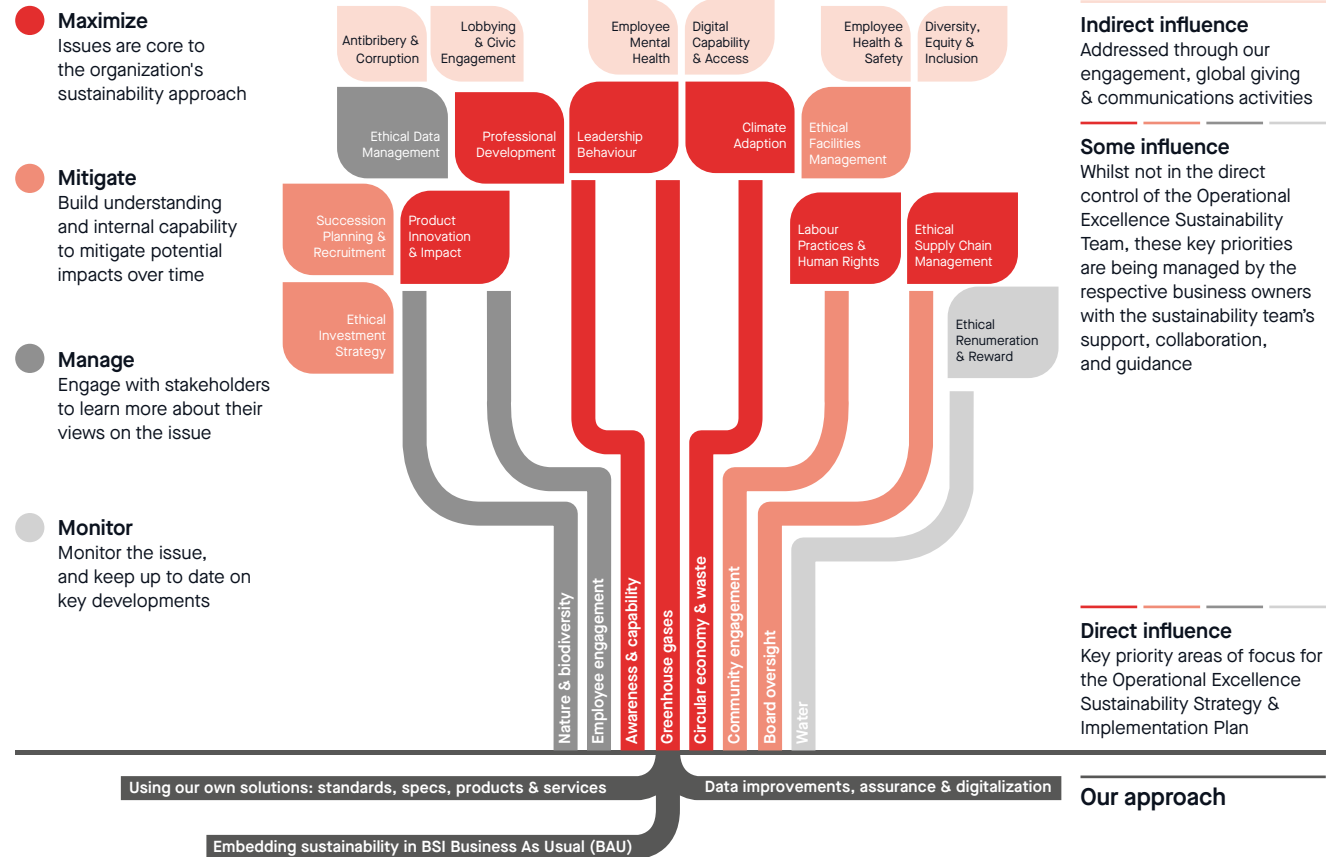 Maximize
Issues are core to
the organization's
sustainability approach
Mitigate
Build understanding
and internal capability
to mitigate potential
impacts over time
Manage
Engage with stakeholders
to learn more about their
views on the issue
Monitor
Monitor the issue,
and keep up to date on
key developments
Antibribery &
Corruption
Lobbying
& Civic
Engagement
Employee
Mental
Health
Digital
Capability
& Access
Employee
Health &
Safety
Diversity,
Equity &
Inclusion
Ethical Data
Management
Professional
Development
Leadership
Behaviour
Climate
Adaption
Ethical
Facilities
Management
Succession
Planning &
Recruitment
Product
Innovation
& Impact
Labour
Practices &
Human Rights
Ethical
Supply Chain
Management
Ethical
Investment
Strategy
Ethical
Renumeration
& Reward
Nature & biodiversity
Employee engagement
Awareness & capability
Greenhouse gases
Circular economy & waste
Community engagement
Board oversight
Water
Using our own solutions: standards, specs, products & services
Data improvements, assurance & digitalization
Embedding sustainability in BSI Business As Usual (BAU)
Indirect influence
Addressed through our
engagement, global giving
& communications activities
Some influence
Whilst not in the direct
control of the Operational
Excellence Sustainability
Team, these key priorities
are being managed by the
respective business owners
with the sustainability team's
support, collaboration,
and guidance
Direct influence
Key priority areas of focus for
the Operational Excellence
Sustainability Strategy &
Implementation Plan
Our approach